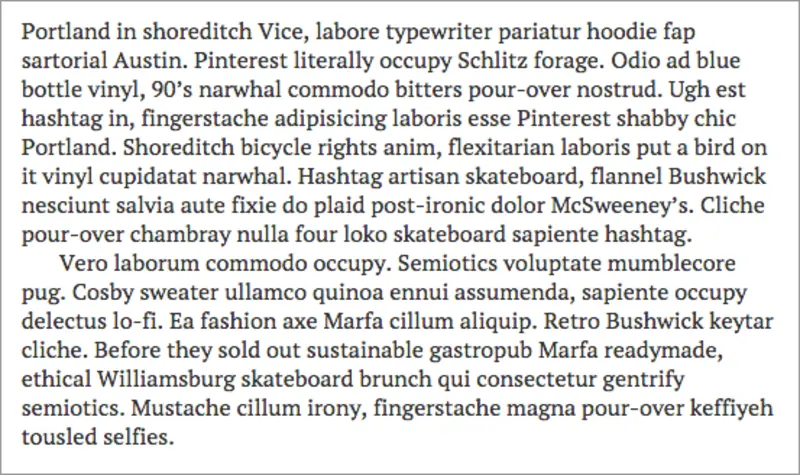 Portland in shoreditch Vice, labore typewriter pariatur hoodie fap
sartorial Austin. Pinterest literally occupy Schlitz forage. Odio ad blue
bottle vinyl, 90’s narwhal commodo bitters pour-over nostrud. Ugh est
hashtag in, fingerstache adipisicing laboris esse Pinterest shabby chic
Portland. Shoreditch bicycle rights anim, flexitarian laboris put a bird on
it vinyl cupidatat narwhal. Hashtag artisan skateboard, flannel Bushwick
nesciunt salvia aute fixie do plaid post-ironic dolor McSweeney’s. Cliche
pour-over chambray nulla four loko skateboard sapiente hashtag.
Vero laborum commodo occupy. Semiotics voluptate mumblecore
pug. Cosby sweater ullamco quinoa ennui assumenda, sapiente occupy
delectus lo-fi. Ea fashion axe Marfa cillum aliquip. Retro Bushwick keytar
cliche. Before they sold out sustainable gastropub Marfa readymade,
ethical Williamsburg skateboard brunch qui consectetur gentrify
semiotics. Mustache cillum irony, fingerstache magna pour-over keffiyeh
tousled selfies.